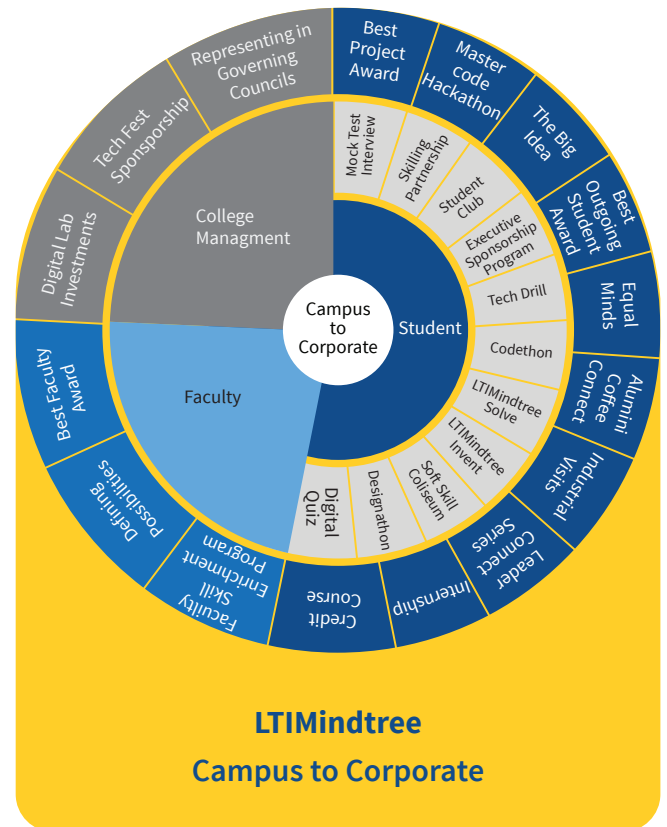 Representing in
Governing
Councils
Best
Project
Award
Master
code
Hackathon
The Big
Idea
Best
Outgoing
Student
Award
Equal
Minds
Alumini
Coffee
Connect
Industrial
Visits
Leader
Connect
Series
Internship
Credit
Course
Faculity
Skill
Enrichment
Program
Defining
Possibilities
Best Faculty
Award
Digital Lab
Investments
Tech Fest
Sponsporship
Mock Test
Interview
Skilling
Partnership
Student
Club
Executive
Sponsorship
Program
Tech Drill
Codethon
LTIMindtree
Solve
LTIMindtree
Invent
Soft Skill
Coliseum
Designathon
Digital
Quiz
College
Managment
Student
Faculty
Campus
to
Corporate
LTIMindtree
Campus to Corporate